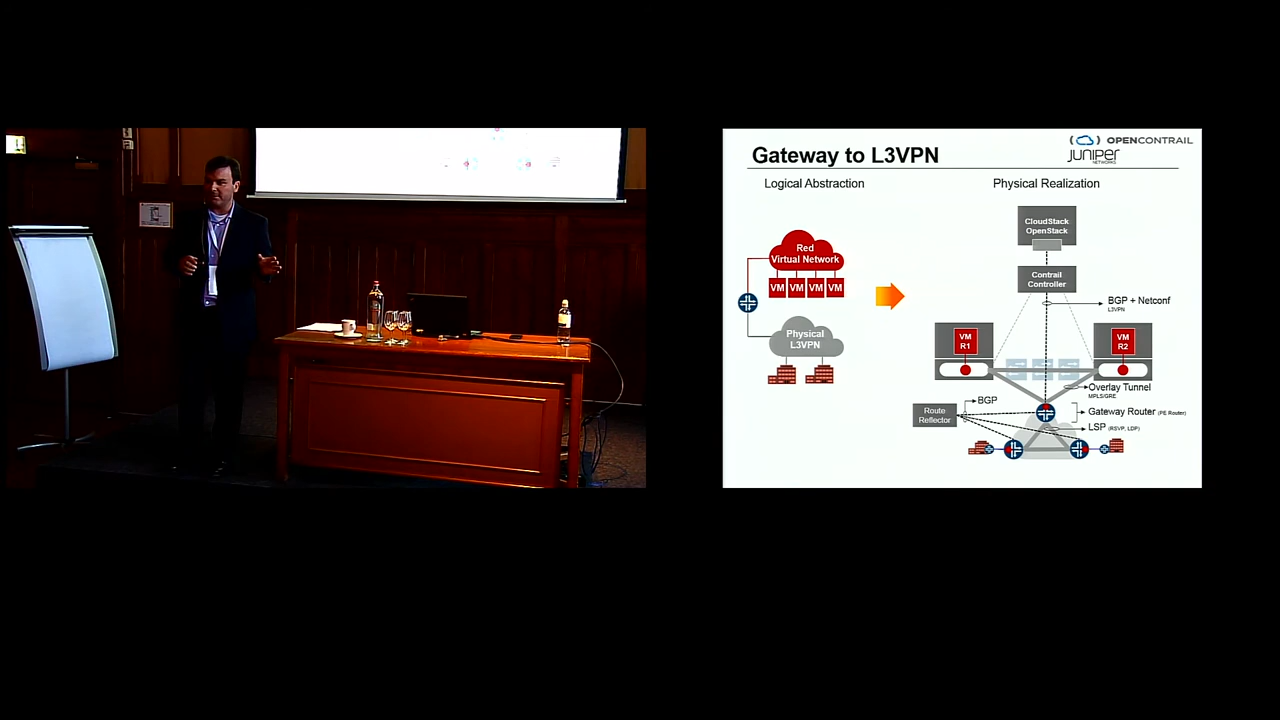 Gateway to L3VPN
OPENCONTRAIL
JUNIPER
NETWORKS
Logical Abstraction
Physical Realization
Red
Virtual Network
VM VM VM VM
Physical
L3VPN
CloudStack
OpenStack
Contrail
Controller
BGP + Netconf
L3VPN
VM
R1
VM
R2
Overlay Tunnel
MPLS/GRE
BGP
Route
Reflector
Gateway Router (PE Router)
LSP (RSVP, LDP)